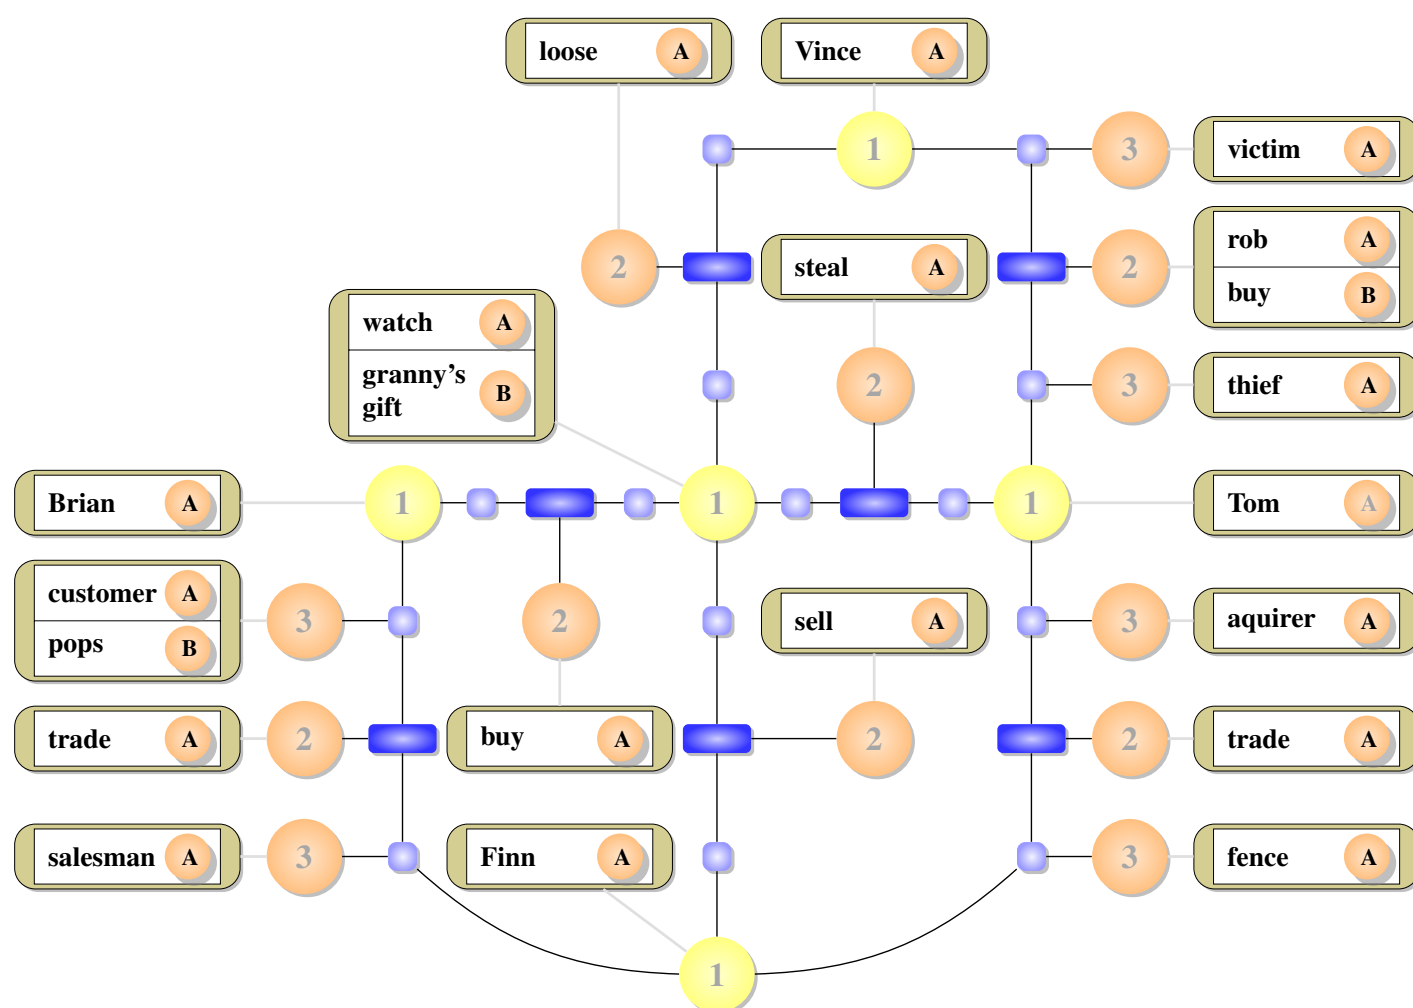 loose A
Vince A
1
3
victim A
2
steal A
2
rob A
buy B
watch A
granny's
gift B
2
3
thief A
Brian A
1
1
1
Tom A
customer A
pops B
3
2
sell A
3
aquirer A
trade A
2
buy A
2
2
trade A
salesman A
3
Finn A
3
fence A
1